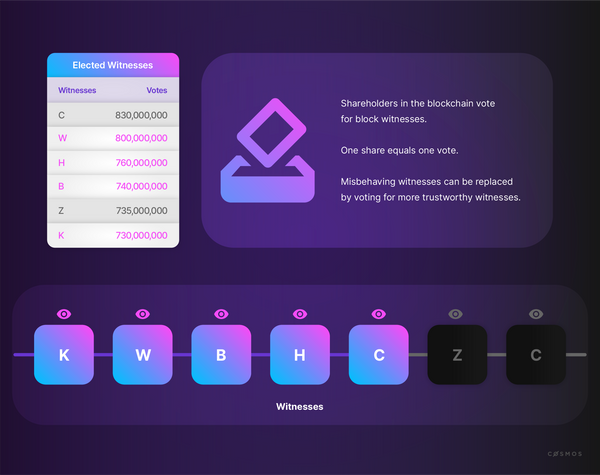 Elected Witnesses
Witnesses Votes
C 830,000,000
W 800,000,000
H 760,000,000
B 740,000,000
Z 735,000,000
K 730,000,000
Shareholders in the blockchain vote
for block witnesses.
One share equals one vote.
Misbehaving witnesses can be replaced
by voting for more trustworthy witnesses.
K W B H C Z C
Witnesses
CØSMOS